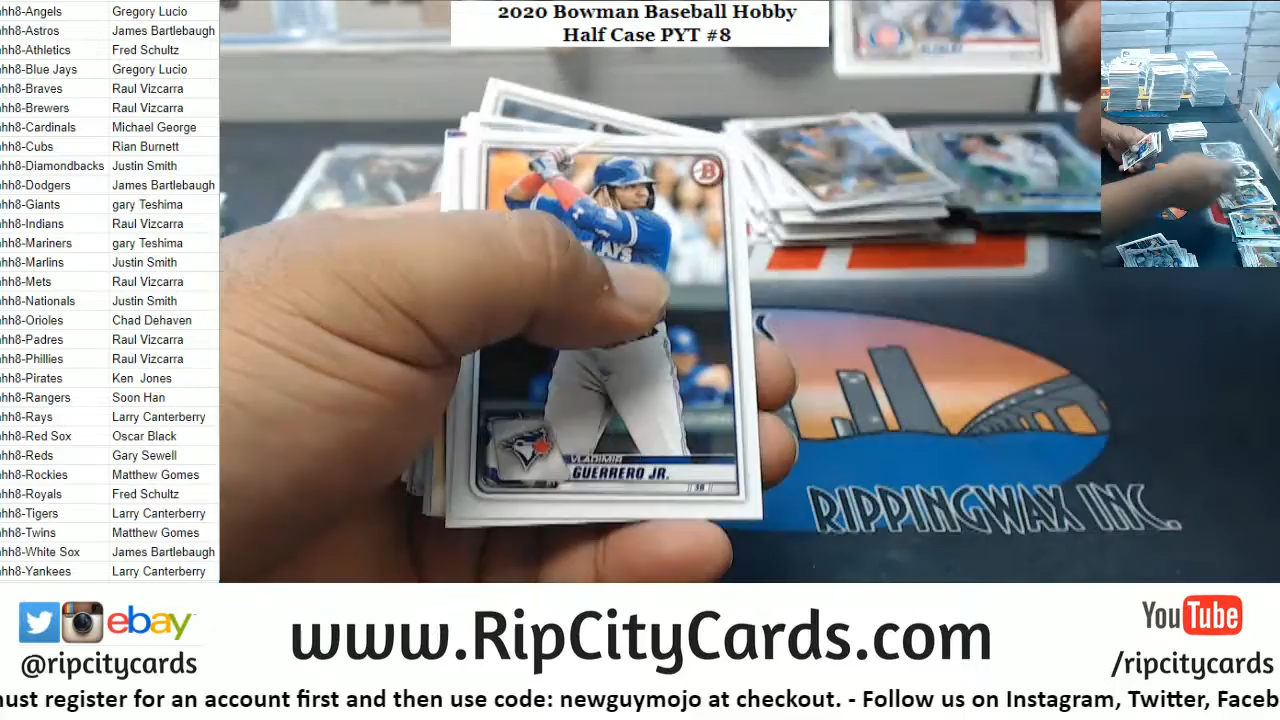 2020 Bowman Baseball Hobby
Half Case PYT #8
hh8-Angels Gregory Lucio
hh8-Astros James Bartlebaugh
hh8-Athletics Fred Schultz
hh8-Blue Jays Gregory Lucio
hh8-Braves Raul Vizcarra
hh8-Brewers Raul Vizcarra
hh8-Cardinals Michael George
hh8-Cubs Rian Burnett
hh8-Diamondbacks Justin Smith
hh8-Dodgers James Bartlebaugh
hh8-Giants gary Teshima
hh8-Indians Raul Vizcarra
hh8-Mariners gary Teshima
hh8-Marlins Justin Smith
hh8-Mets Raul Vizcarra
hh8-Nationals Justin Smith
hh8-Orioles Chad Dehaven
hh8-Padres Raul Vizcarra
hh8-Phillies Raul Vizcarra
hh8-Pirates Ken Jones
hh8-Rangers Soon Han
hh8-Rays Larry Canterberry
hh8-Red Sox Oscar Black
hh8-Reds Gary Sewell
hh8-Rockies Matthew Gomes
hh8-Royals Fred Schultz
hh8-Tigers Larry Canterberry
hh8-Twins Matthew Gomes
hh8-White Sox James Bartlebaugh
hh8-Yankees Larry Canterberry
B
VLADIMIR
GUERRERO JR.
RIPPINGWAX INC.
ebay
@ripcitycards
www.RipCityCards.com
YouTube
/ripcitycards
must register for an account first and then use code: newguymojo at checkout. - Follow us on Instagram, Twitter, Faceb